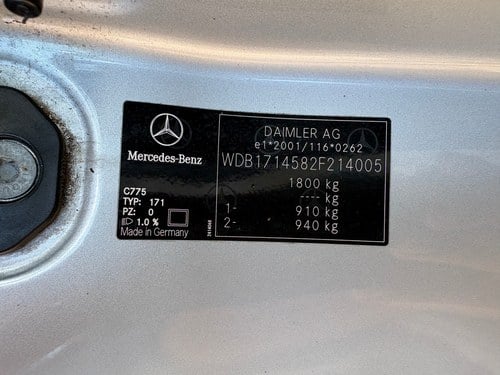 Mercedes-Benz
DAIMLER AG
e1*2001/116*0262
WDB1714582F214005
1800 kg
---- kg
1- 910 kg
2- 940 kg
C775
TYP: 171
PZ: 0
1.0 %
Made in Germany